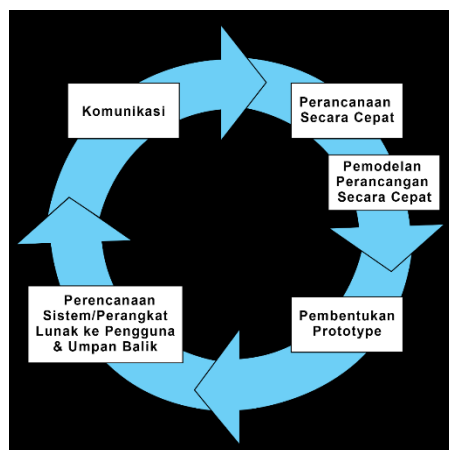 Komunikasi
Perancanaan
Secara Cepat
Pemodelan
Perancangan
Secara Cepat
Pembentukan
Prototype
Perencanaan
Sistem/Perangkat
Lunak ke Pengguna
& Umpan Balik